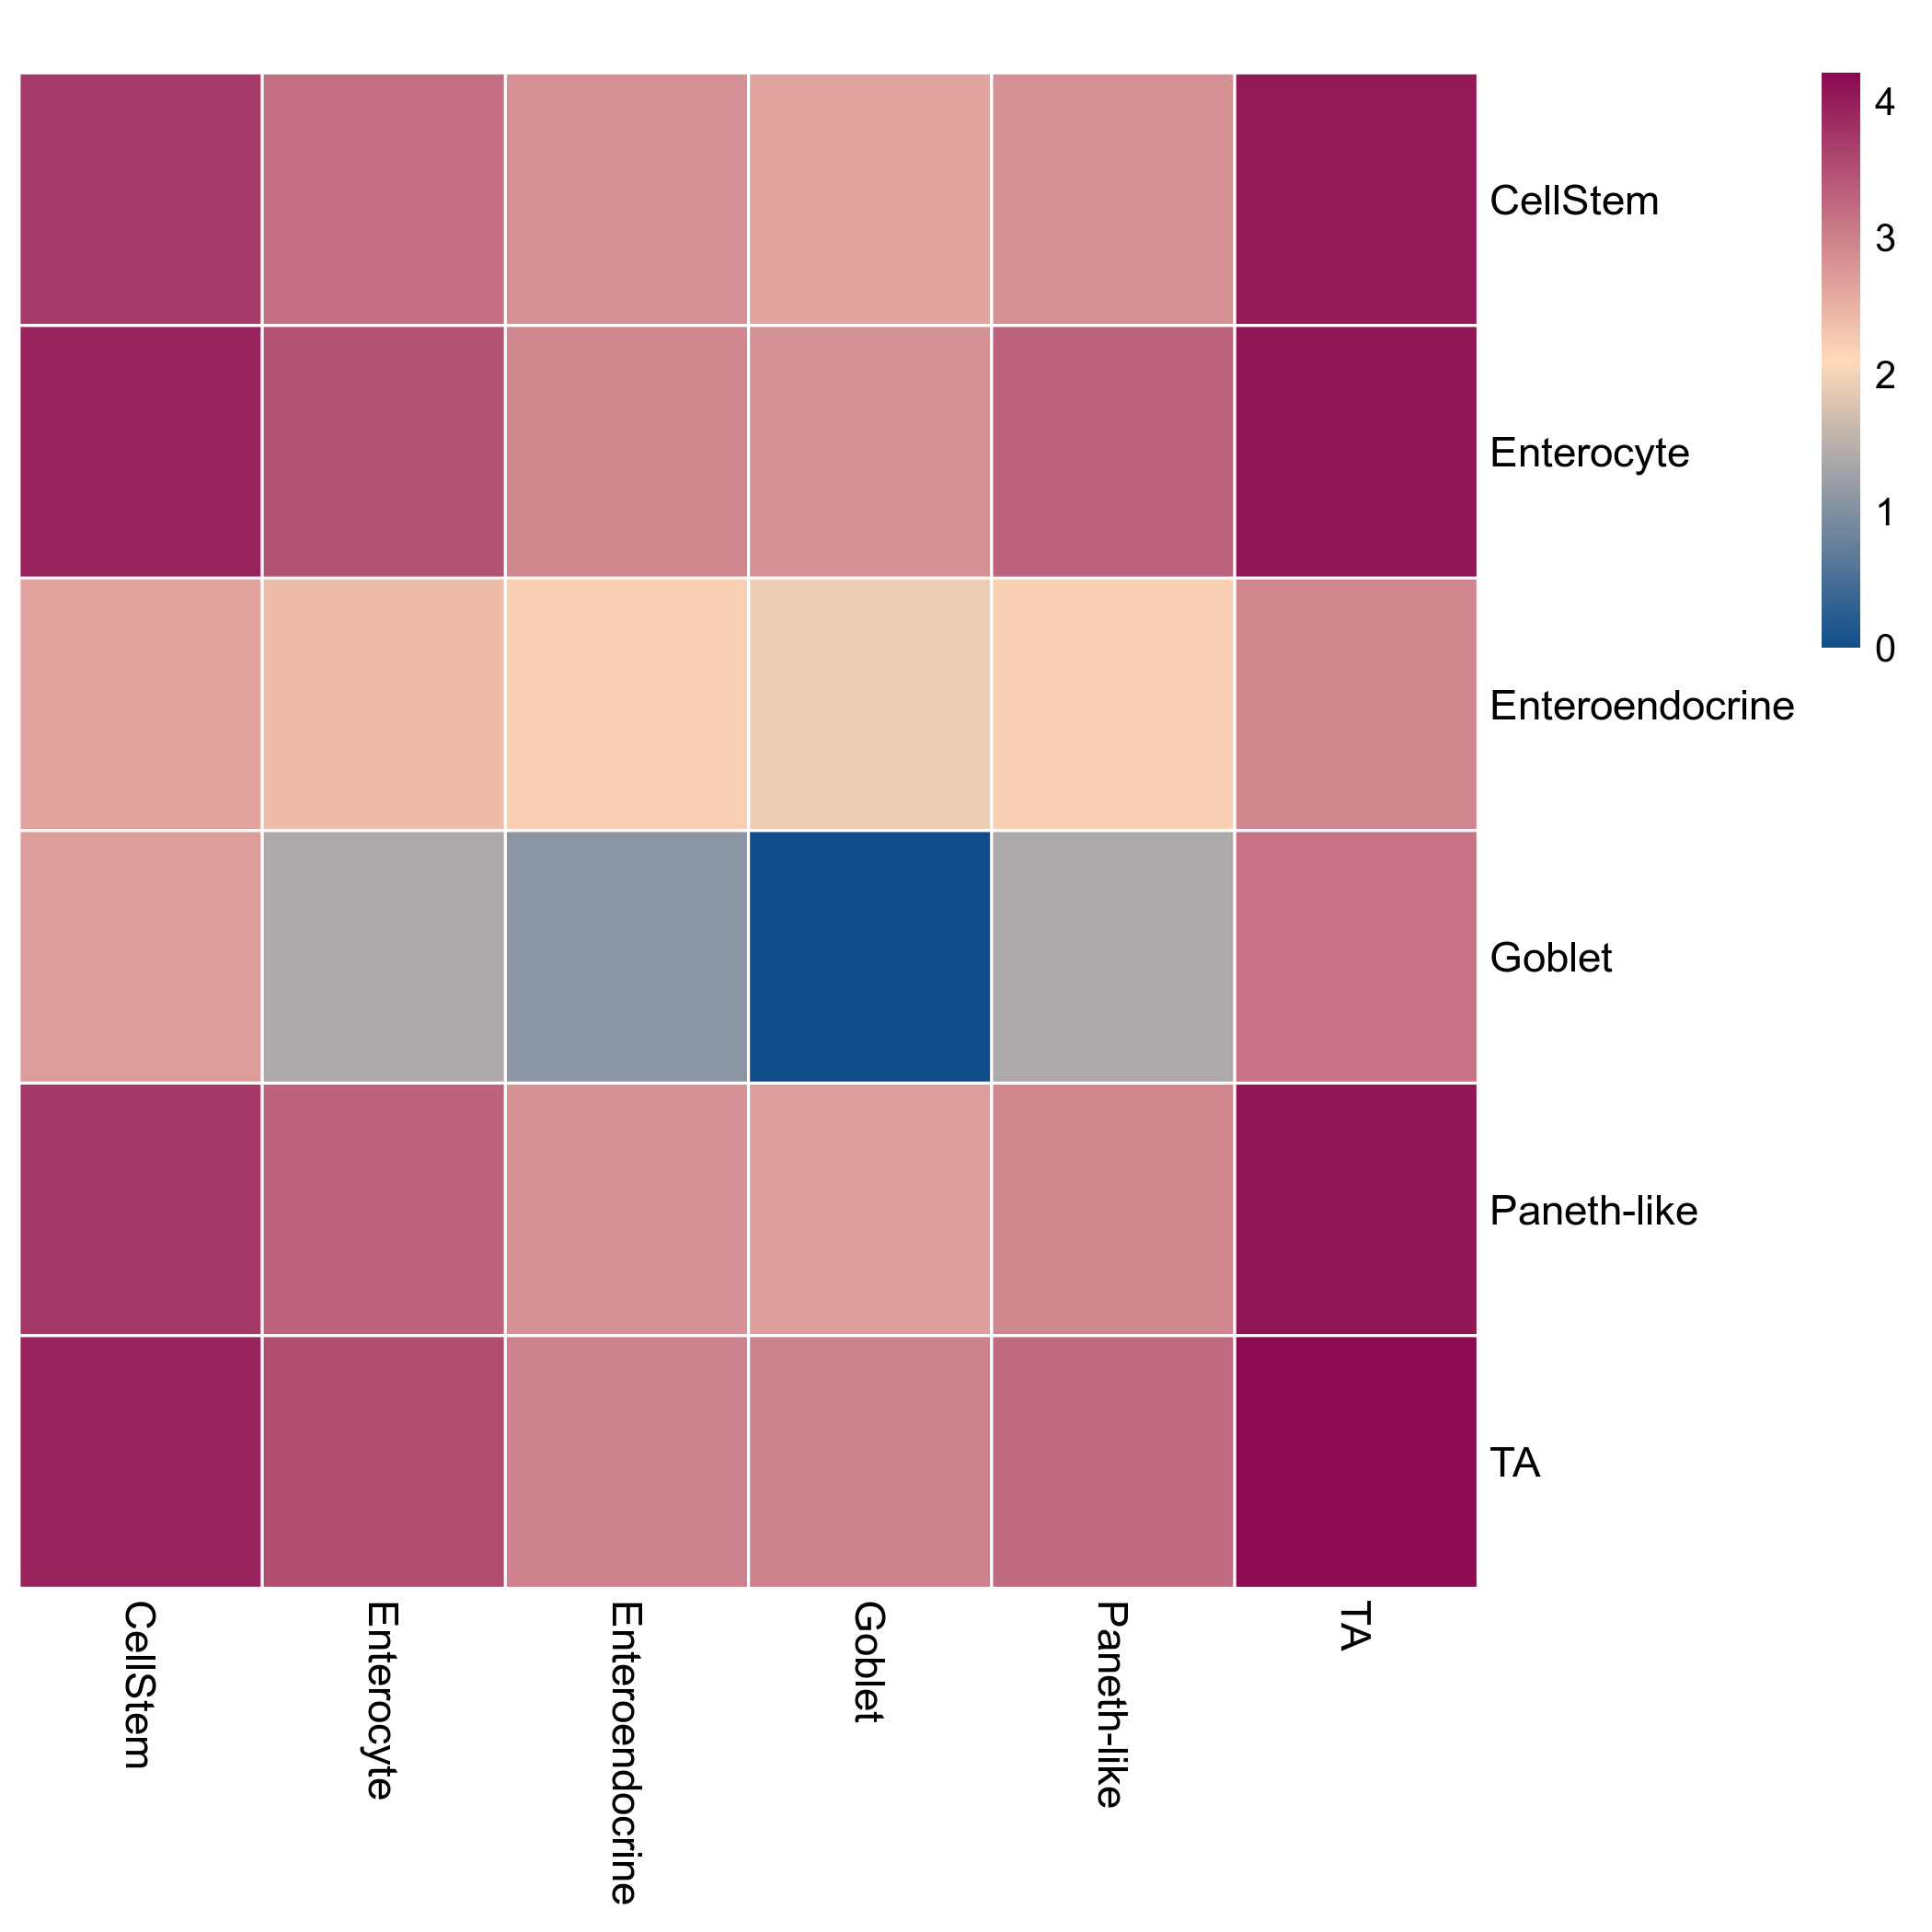 4
3
2
1
0
CellStem
Enterocyte
Enteroendocrine
Goblet
Paneth-like
TA
CellStem
Enterocyte
Enteroendocrine
Goblet
Paneth-like
TA